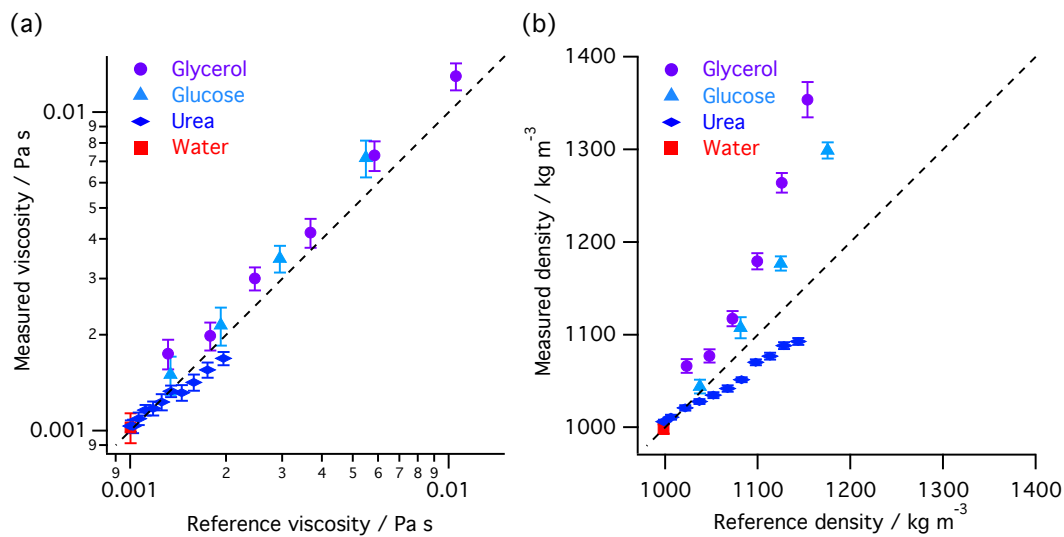 (a)
Glycerol
Glucose
Urea
Water
Measured viscosity / Pa s
0.01
9
8
7
6
5
4
3
2
0.001
9
9
0.001
2
3
4
5
6
7
8
0.01
Reference viscosity / Pa s
(b)
Glycerol
Glucose
Urea
Water
Measured density / kg m⁻³
1400
1300
1200
1100
1000
1000
1100
1200
1300
1400
Reference density / kg m⁻³